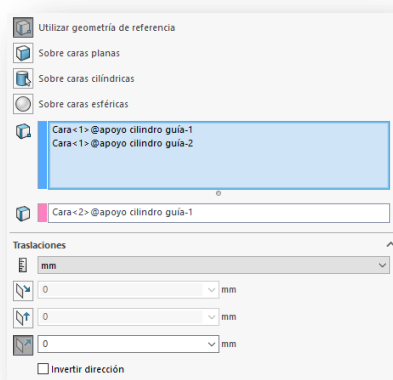 Utilizar geometría de referencia
Sobre caras planas
Sobre caras cilíndricas
Sobre caras esféricas
Cara<1>@apoyo cilindro guía-1
Cara<1>@apoyo cilindro guía-2
Cara<2>@apoyo cilindro guía-1
Traslaciones
mm
0 mm
0 mm
0 mm
Invertir dirección